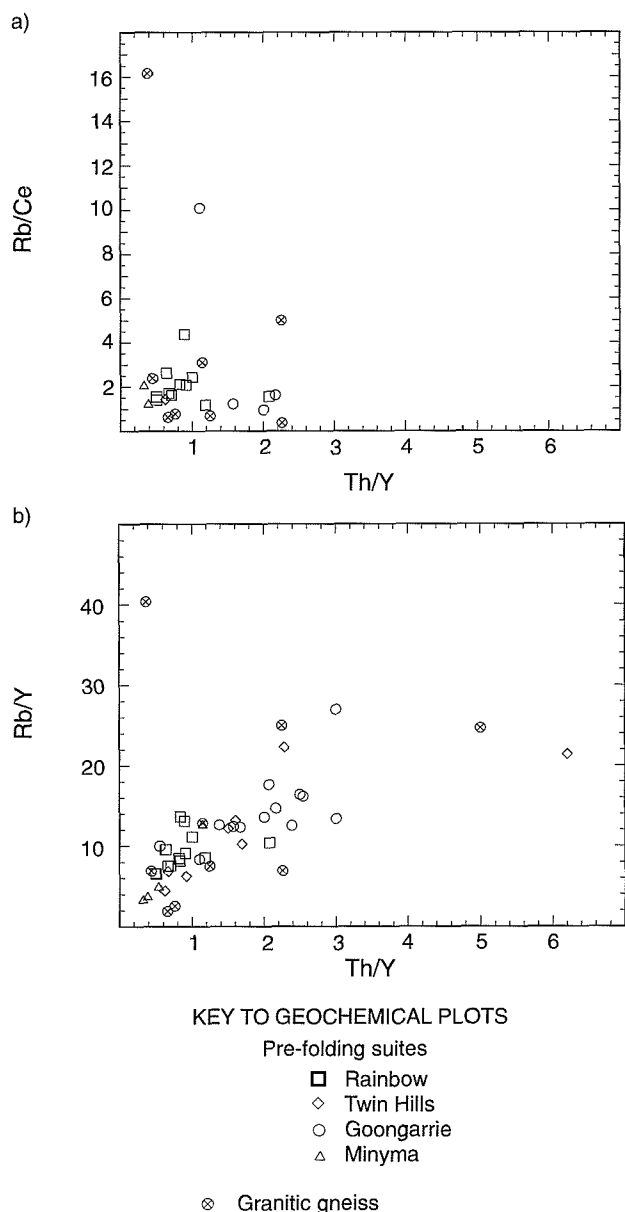 a)
16
14
12
10
8
6
4
2
Rb/Ce
1 2 3 4 5 6
Th/Y
b)
40
30
20
10
Rb/Y
1 2 3 4 5 6
Th/Y
KEY TO GEOCHEMICAL PLOTS
Pre-folding suites
Rainbow
Twin Hills
Goongarrie
Minyma
Granitic gneiss